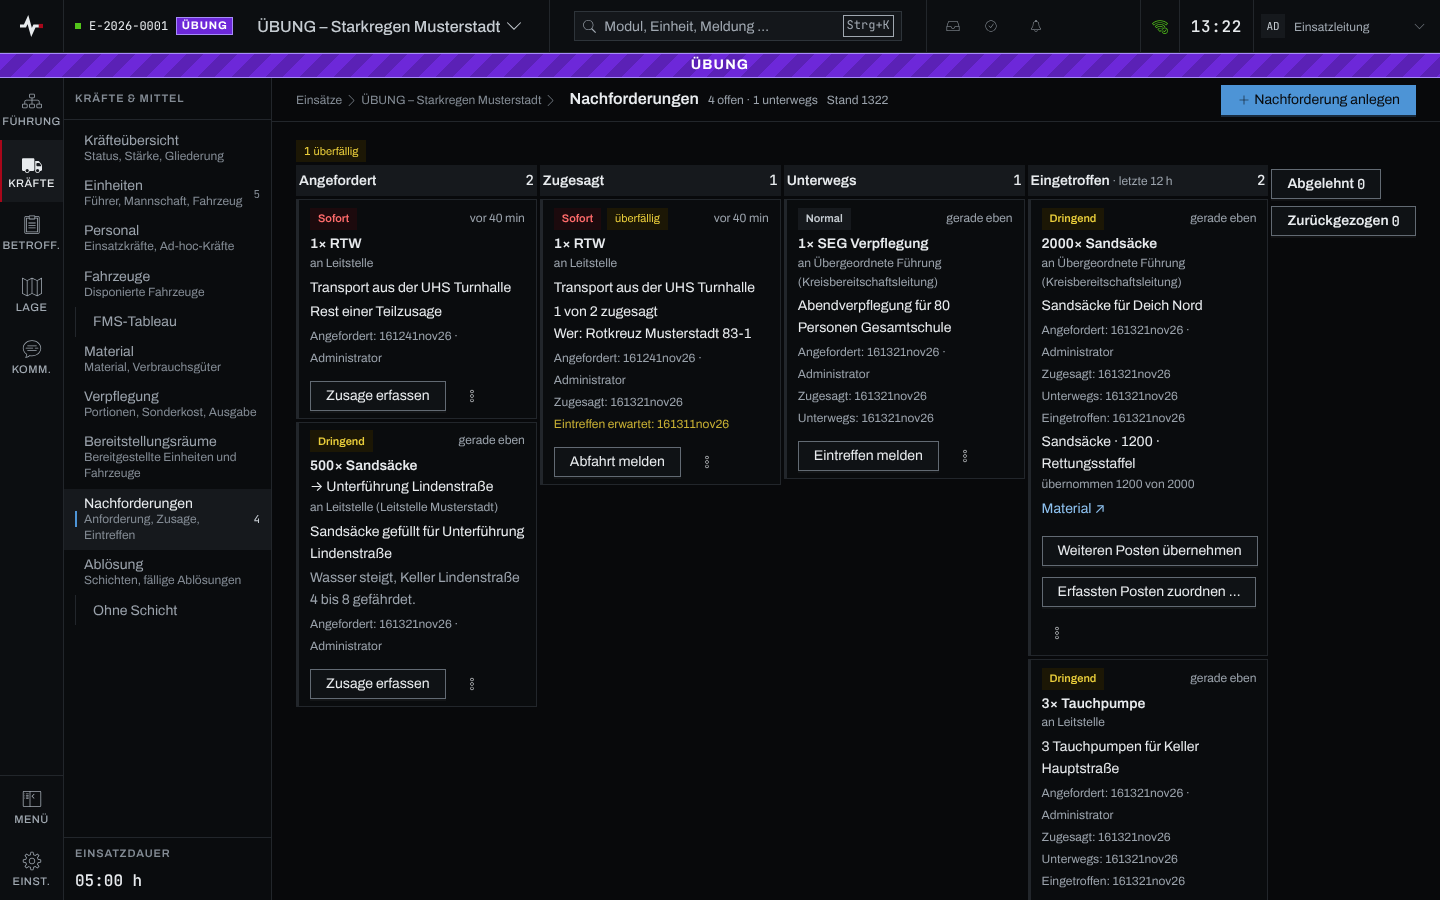 E-2026-0001 ÜBUNG ÜBUNG – Starkregen Musterstadt Modul, Einheit, Meldung ... Strg+K 13:22 AD Einsatzleitung
ÜBUNG
FÜHRUNG
KRÄFTE
BETROFF.
LAGE
KOMM.
MENÜ
EINST.
KRÄFTE & MITTEL
Kräfteübersicht
Status, Stärke, Gliederung
Einheiten
Führer, Mannschaft, Fahrzeug
5
Personal
Einsatzkräfte, Ad-hoc-Kräfte
Fahrzeuge
Disponierte Fahrzeuge
FMS-Tableau
Material
Material, Verbrauchsgüter
Verpflegung
Portionen, Sonderkost, Ausgabe
Bereitstellungsräume
Bereitgestellte Einheiten und
Fahrzeuge
Nachforderungen
Anforderung, Zusage,
Eintreffen
4
Ablösung
Schichten, fällige Ablösungen
Ohne Schicht
EINSATZDAUER
05:00 h
Einsätze ÜBUNG – Starkregen Musterstadt Nachforderungen 4 offen · 1 unterwegs Stand 1322
+ Nachforderung anlegen
1 überfällig
Angefordert 2
Sofort vor 40 min
1× RTW
an Leitstelle
Transport aus der UHS Turnhalle
Rest einer Teilzusage
Angefordert: 161241nov26 ·
Administrator
Zusage erfassen
Dringend gerade eben
500× Sandsäcke
→ Unterführung Lindenstraße
an Leitstelle (Leitstelle Musterstadt)
Sandsäcke gefüllt für Unterführung
Lindenstraße
Wasser steigt, Keller Lindenstraße
4 bis 8 gefährdet.
Angefordert: 161321nov26 ·
Administrator
Zusage erfassen
Zugesagt 1
Sofort überfällig vor 40 min
1× RTW
an Leitstelle
Transport aus der UHS Turnhalle
1 von 2 zugesagt
Wer: Rotkreuz Musterstadt 83-1
Angefordert: 161241nov26 ·
Administrator
Zugesagt: 161321nov26
Eintreffen erwartet: 161311nov26
Abfahrt melden
Unterwegs 1
Normal gerade eben
1× SEG Verpflegung
an Übergeordnete Führung
(Kreisbereitschaftsleitung)
Abendverpflegung für 80
Personen Gesamtschule
Angefordert: 161321nov26 ·
Administrator
Zugesagt: 161321nov26
Unterwegs: 161321nov26
Eintreffen melden
Eingetroffen · letzte 12 h 2
Dringend gerade eben
2000× Sandsäcke
an Übergeordnete Führung
(Kreisbereitschaftsleitung)
Sandsäcke für Deich Nord
Angefordert: 161321nov26 ·
Administrator
Zugesagt: 161321nov26
Unterwegs: 161321nov26
Eingetroffen: 161321nov26
Sandsäcke · 1200 ·
Rettungsstaffel
übernommen 1200 von 2000
Material ↗
Weiteren Posten übernehmen
Erfassten Posten zuordnen ...
Dringend gerade eben
3× Tauchpumpe
an Leitstelle
3 Tauchpumpen für Keller
Hauptstraße
Angefordert: 161321nov26 ·
Administrator
Zugesagt: 161321nov26
Unterwegs: 161321nov26
Eingetroffen: 161321nov26
Abgelehnt 0
Zurückgezogen 0